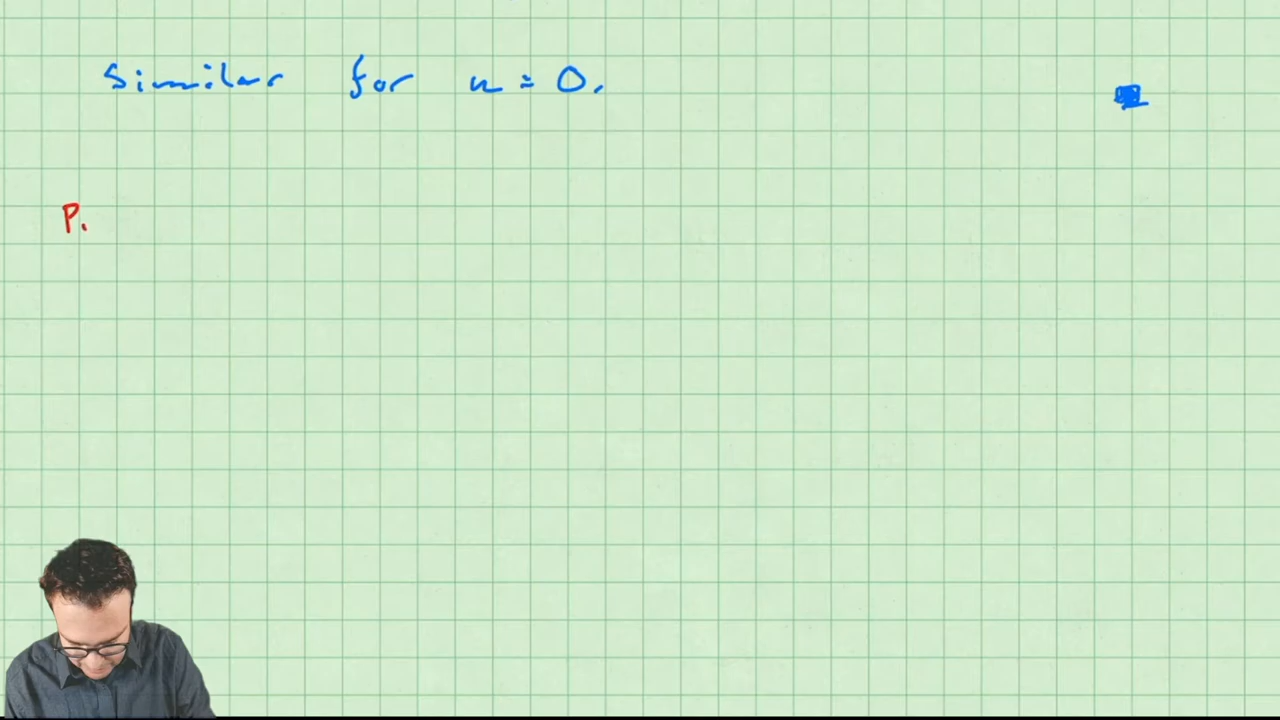 Similar for n = 0.
P.